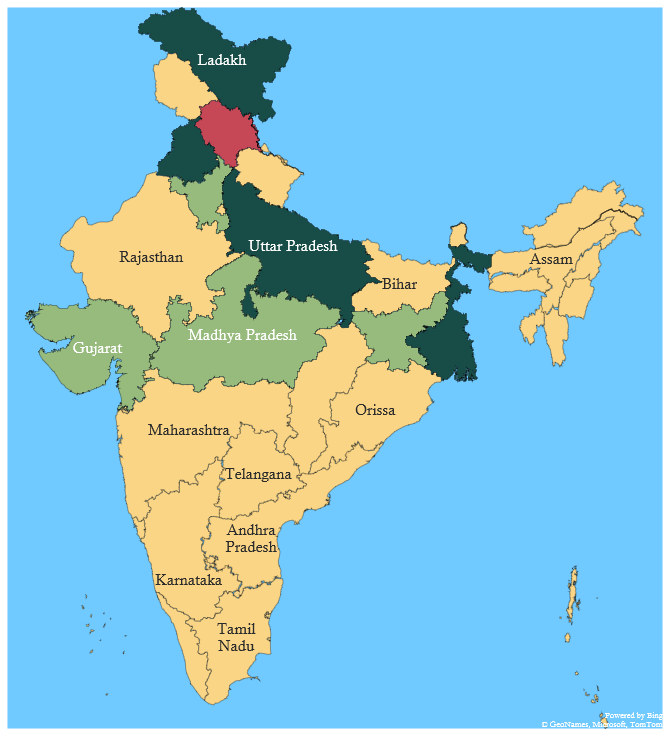 Ladakh
Uttar Pradesh
Rajasthan
Assam
Bihar
Madhya Pradesh
Gujarat
Orissa
Maharashtra
Telangana
Andhra
Pradesh
Karnataka
Tamil
Nadu
Powered by Bing
© GeoNames, Microsoft, TomTom